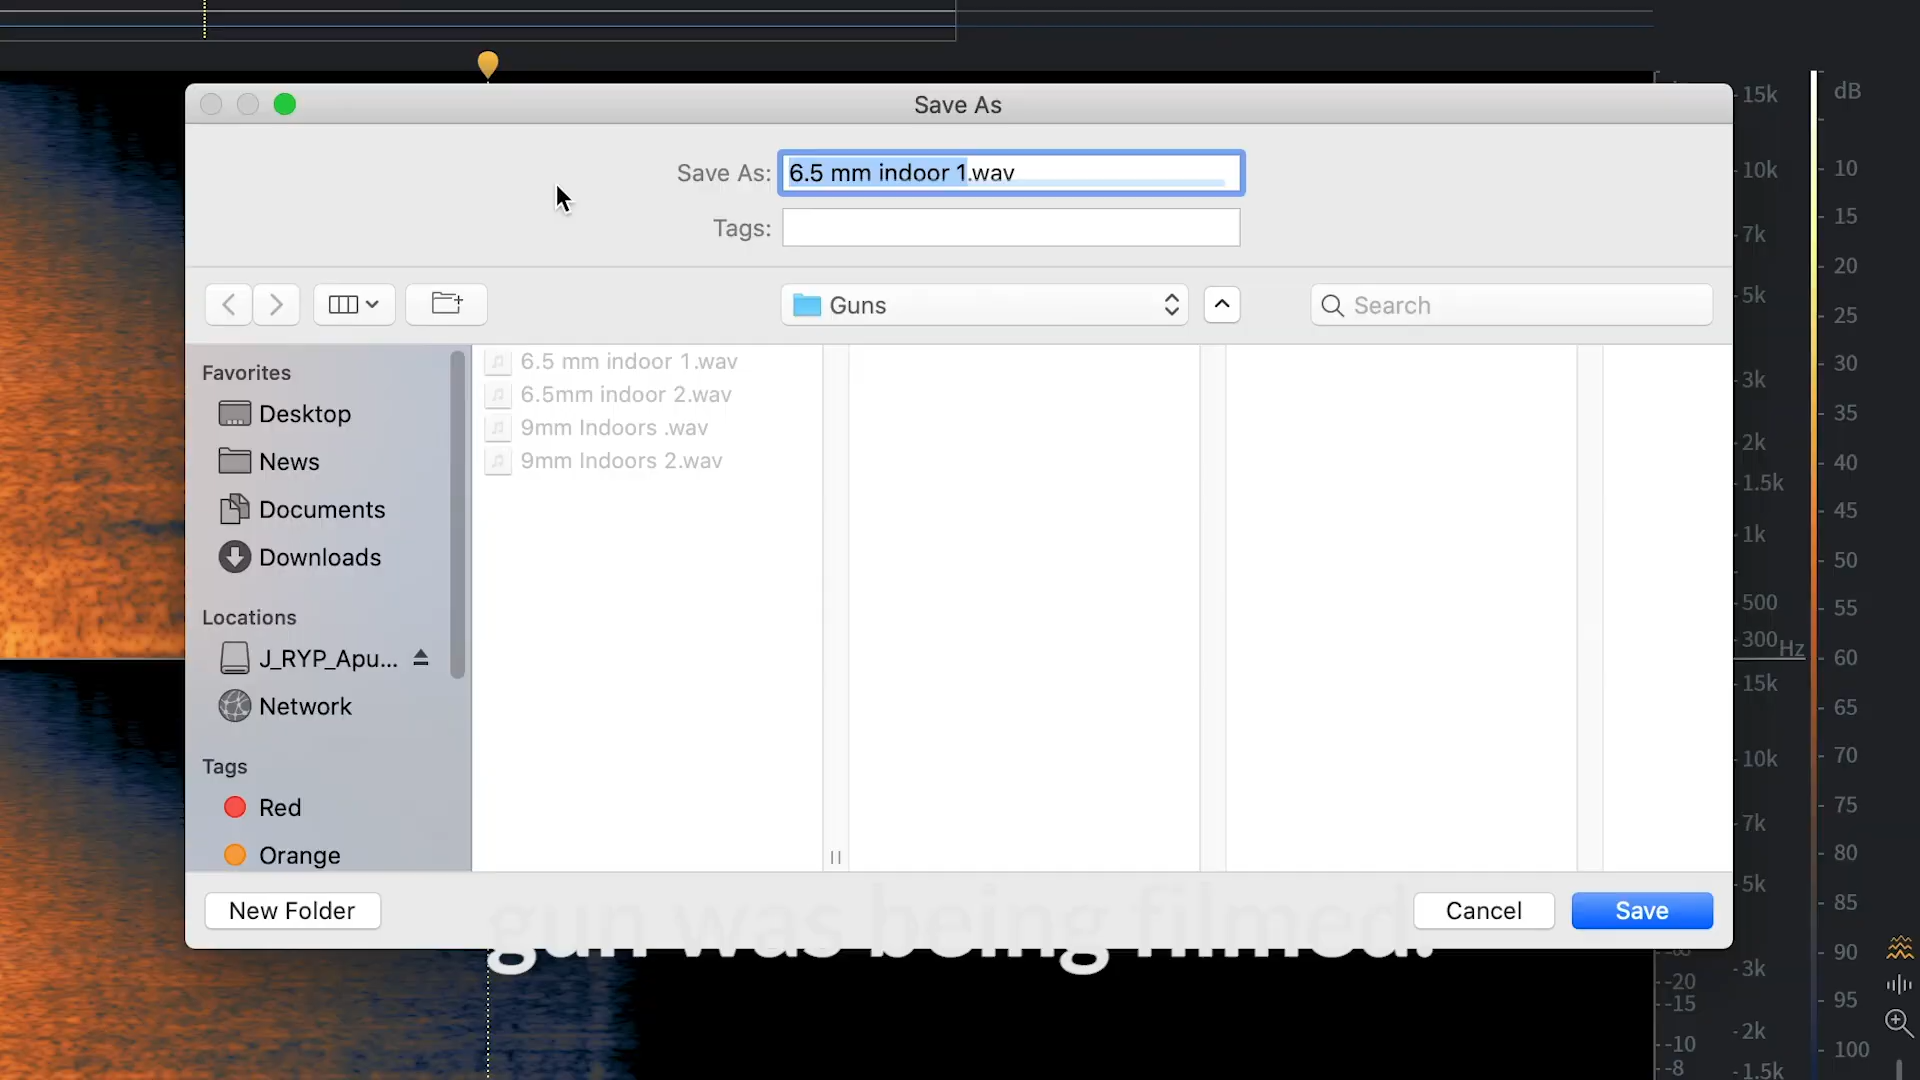 Save As
Save As: 6.5 mm indoor 1.wav
Tags:
Guns
Search
Favorites
Desktop
News
Documents
Downloads
Locations
J_RYP_Apu...
Network
Tags
Red
Orange
6.5 mm indoor 1.wav
6.5mm indoor 2.wav
9mm Indoors .wav
9mm Indoors 2.wav
New Folder
Cancel
Save
gun was being filmed.
15k
10k
7k
5k
3k
2k
1.5k
1k
500
300
Hz
15k
10k
7k
5k
3k
2k
1.5k
-20
-15
-10
-8
dB
10
15
20
25
30
35
40
45
50
55
60
65
70
75
80
85
90
95
100